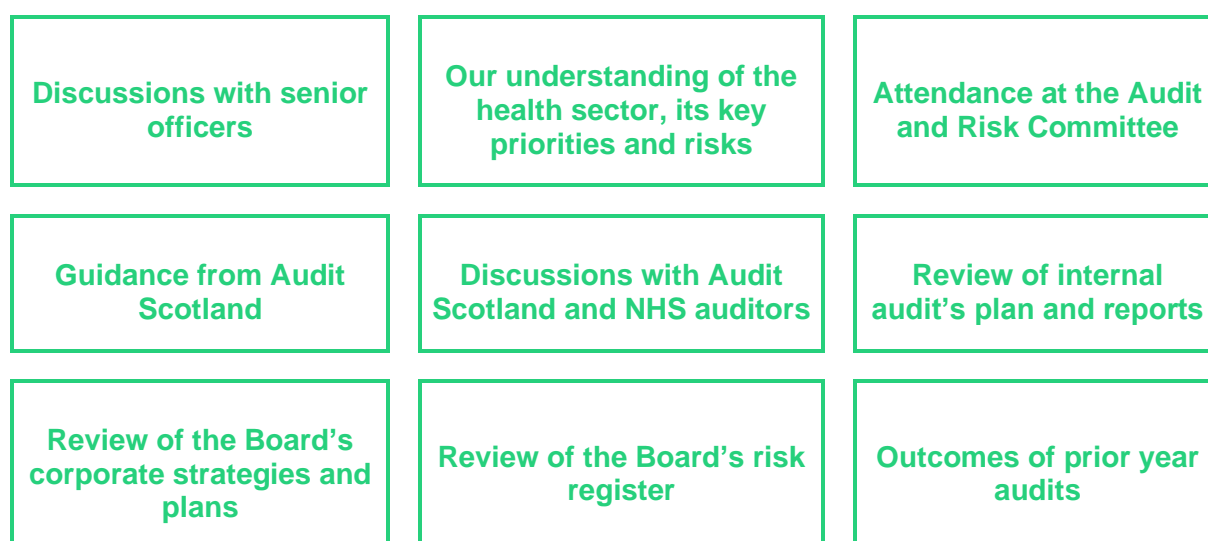 Discussions with senior
officers
Our understanding of the
health sector, its key
priorities and risks
Attendance at the Audit
and Risk Committee
Guidance from Audit
Scotland
Discussions with Audit
Scotland and NHS auditors
Review of internal
audit’s plan and reports
Review of the Board’s
corporate strategies and
plans
Review of the Board’s risk
register
Outcomes of prior year
audits